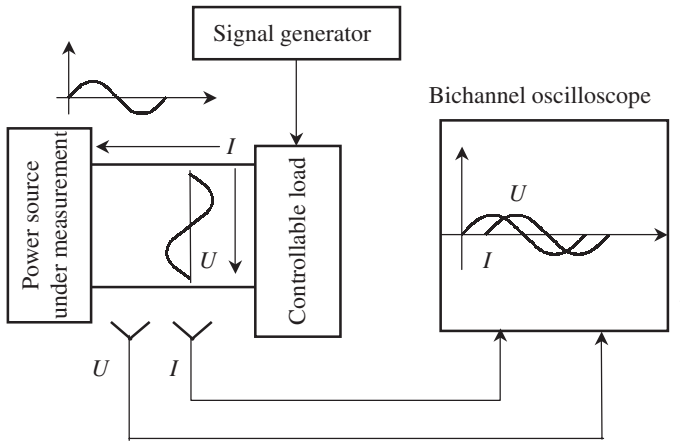 Signal generator
Bichannel oscilloscope
I
Power source
under measurement
U
Controllable load
U
I
U
I